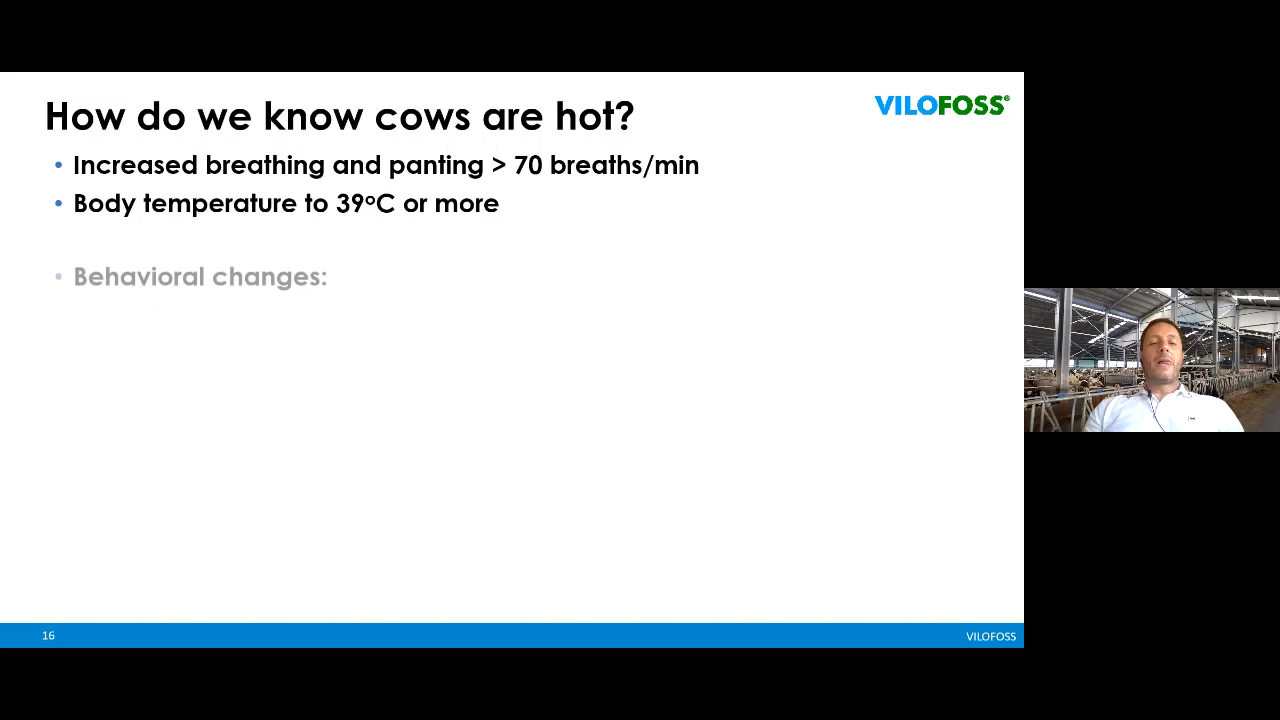 How do we know cows are hot?
VILOFOSS®
• Increased breathing and panting > 70 breaths/min
• Body temperature to 39°C or more
• Behavioral changes:
16
VILOFOSS